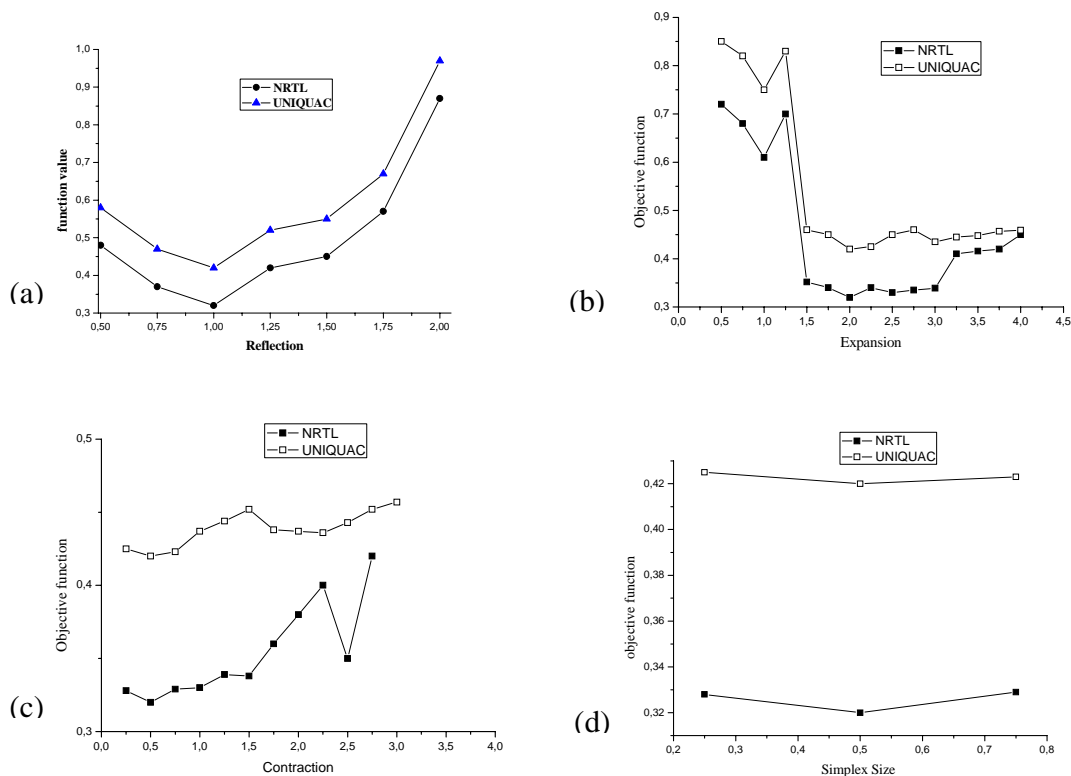 (a)
function value
1,0
0,9
0,8
0,7
0,6
0,5
0,4
0,3
NRTL
UNIQUAC
0,50 0,75 1,00 1,25 1,50 1,75 2,00
Reflection
(b)
Objective function
0,9
0,8
0,7
0,6
0,5
0,4
0,3
NRTL
UNIQUAC
0,0 0,5 1,0 1,5 2,0 2,5 3,0 3,5 4,0 4,5
Expansion
(c)
Objective function
0,5
0,4
0,3
NRTL
UNIQUAC
0,0 0,5 1,0 1,5 2,0 2,5 3,0 3,5 4,0
Contraction
(d)
objective function
0,42
0,40
0,38
0,36
0,34
0,32
NRTL
UNIQUAC
0,2 0,3 0,4 0,5 0,6 0,7 0,8
Simplex Size